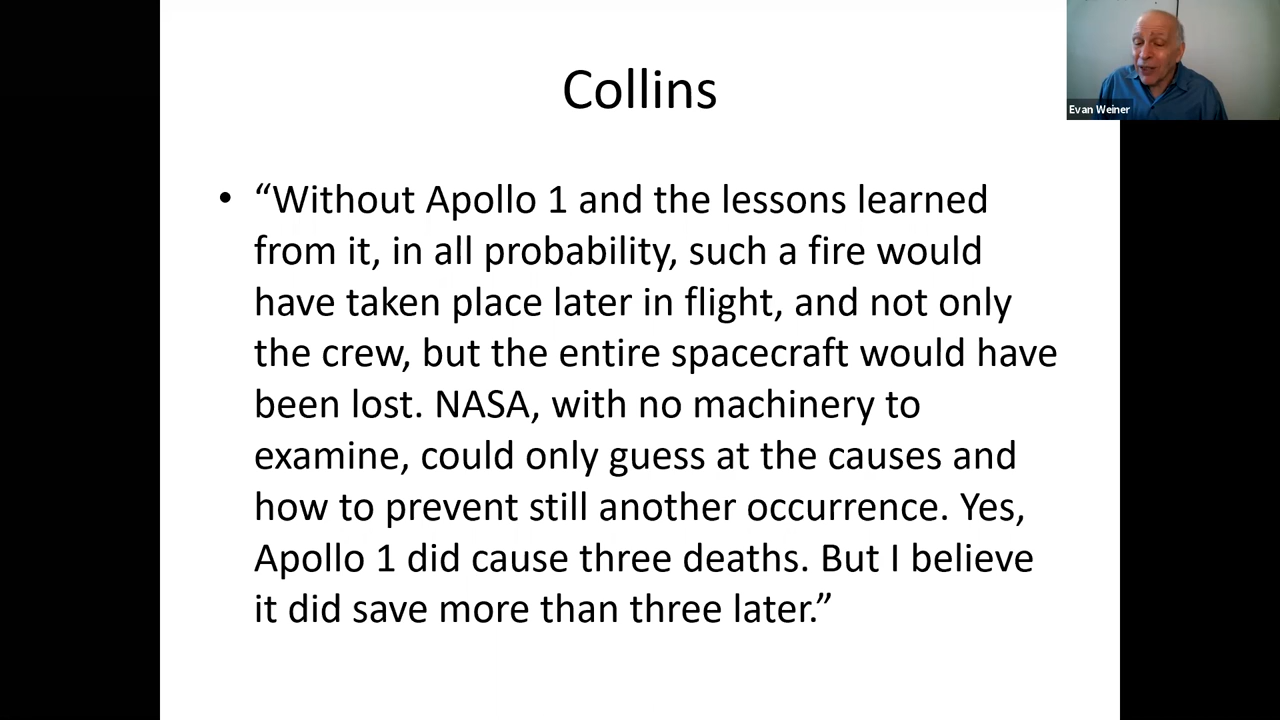 Collins
Evan Weiner
• “Without Apollo 1 and the lessons learned
from it, in all probability, such a fire would
have taken place later in flight, and not only
the crew, but the entire spacecraft would have
been lost. NASA, with no machinery to
examine, could only guess at the causes and
how to prevent still another occurrence. Yes,
Apollo 1 did cause three deaths. But I believe
it did save more than three later.”